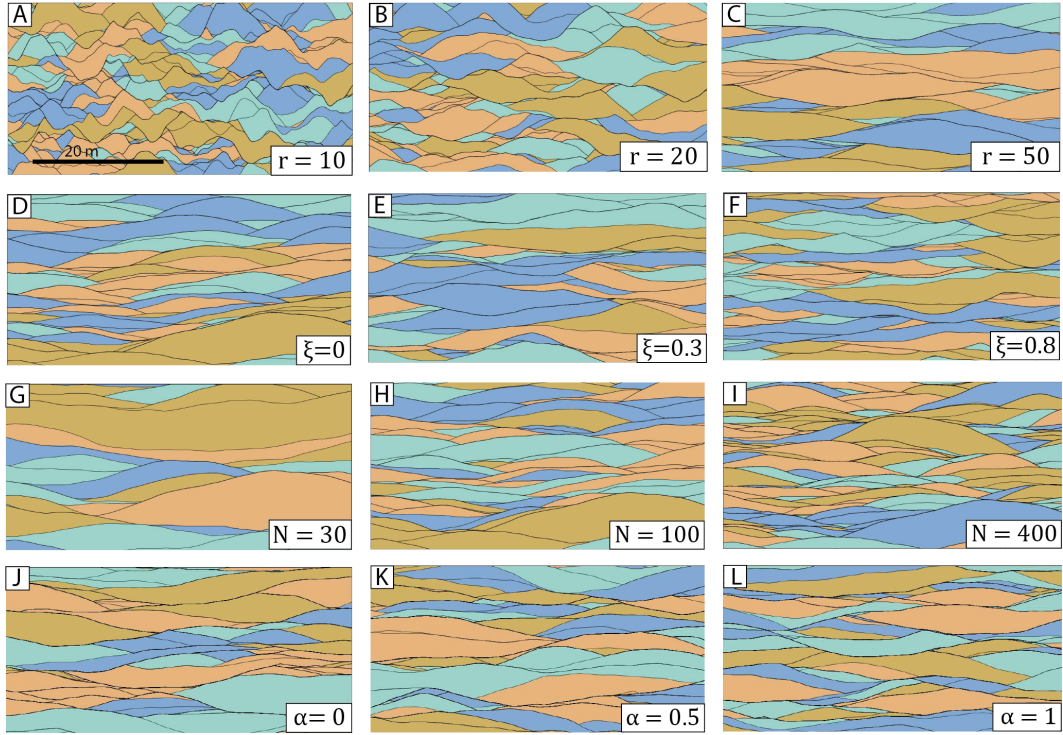 A
B
C
20 m
r = 10
r = 20
r = 50
D
E
F
ξ=0
ξ=0.3
ξ=0.8
G
H
I
N = 30
N = 100
N = 400
J
K
L
α= 0
α = 0.5
α = 1